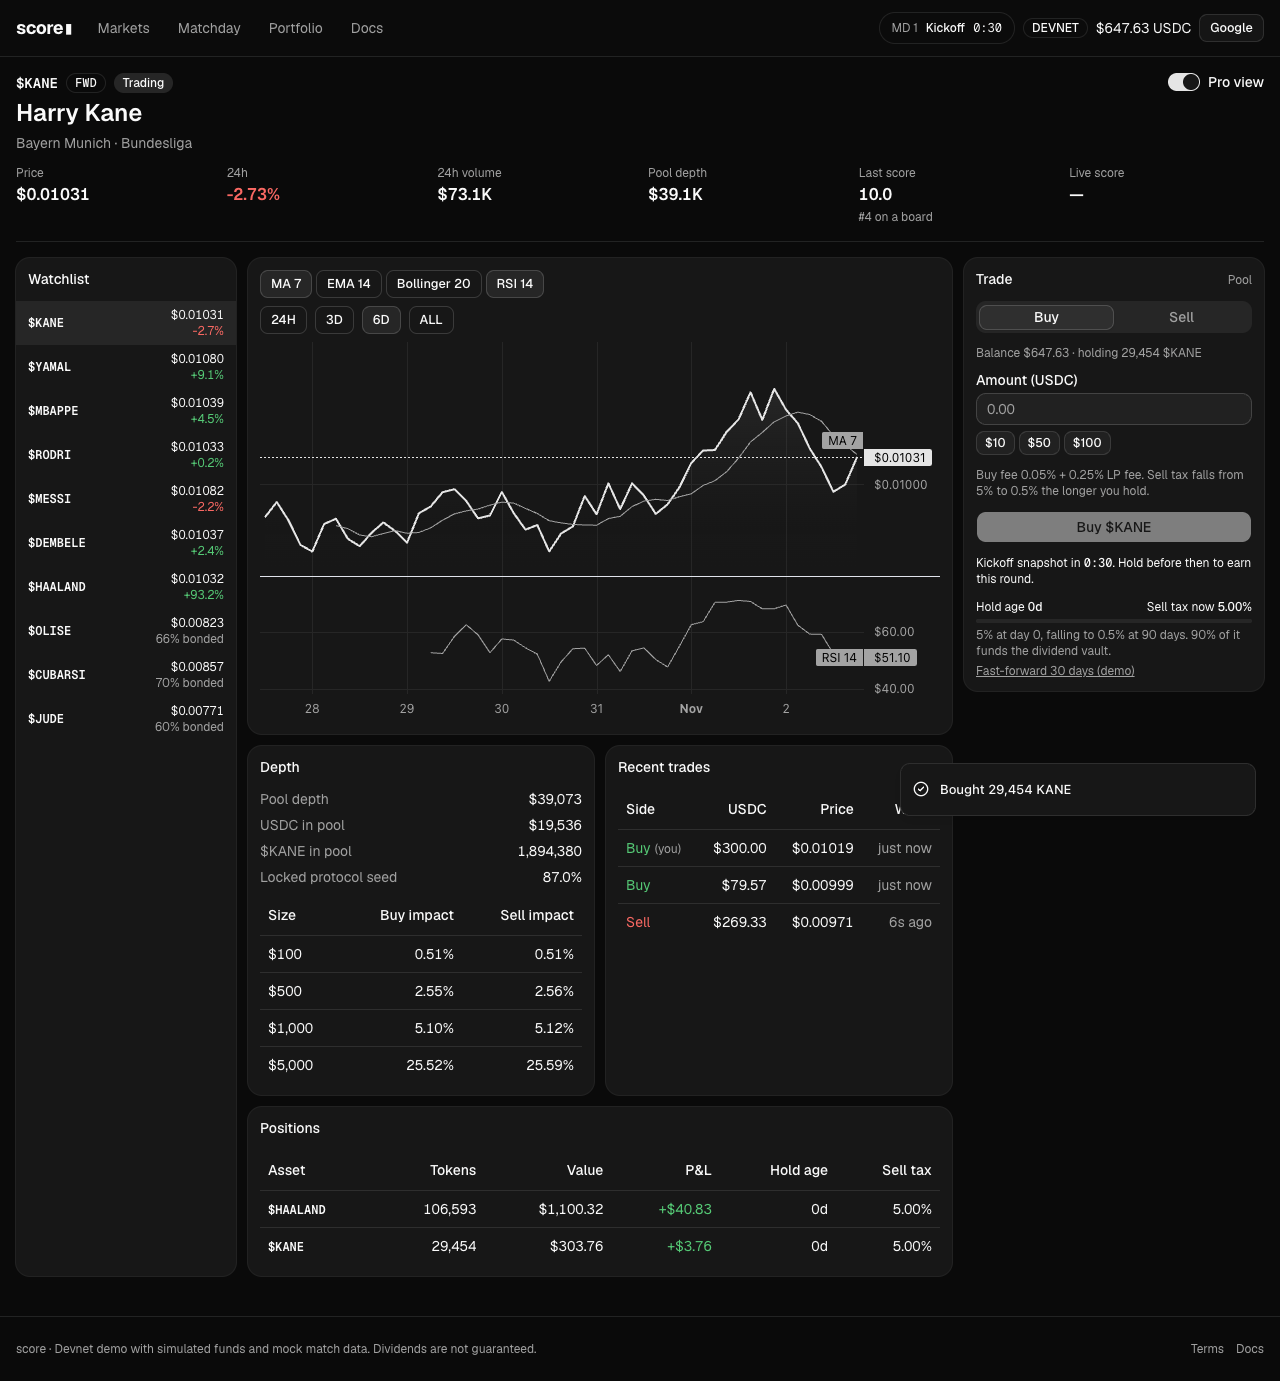 score
Markets Matchday Portfolio Docs
MD 1 Kickoff 0:30 DEVNET $647.63 USDC Google
$KANE FWD Trading
Pro view
Harry Kane
Bayern Munich · Bundesliga
Price 24h 24h volume Pool depth Last score Live score
$0.01031 -2.73% $73.1K $39.1K 10.0 —
#4 on a board
Watchlist
$KANE $0.01031
-2.7%
$YAMAL $0.01080
+9.1%
$MBAPPE $0.01039
+4.5%
$RODRI $0.01033
+0.2%
$MESSI $0.01082
-2.2%
$DEMBELE $0.01037
+2.4%
$HAALAND $0.01032
+93.2%
$OLISE $0.00823
66% bonded
$CUBARSI $0.00857
70% bonded
$JUDE $0.00771
60% bonded
MA 7 EMA 14 Bollinger 20 RSI 14
24H 3D 6D ALL
MA 7
$0.01031
$0.01000
$60.00
RSI 14 $51.10
$40.00
28 29 30 31 Nov 2
Trade Pool
Buy Sell
Balance $647.63 · holding 29,454 $KANE
Amount (USDC)
0.00
$10 $50 $100
Buy fee 0.05% + 0.25% LP fee. Sell tax falls from
5% to 0.5% the longer you hold.
Buy $KANE
Kickoff snapshot in 0:30. Hold before then to earn
this round.
Hold age 0d Sell tax now 5.00%
5% at day 0, falling to 0.5% at 90 days. 90% of it
funds the dividend vault.
Fast-forward 30 days (demo)
Depth
Pool depth $39,073
USDC in pool $19,536
$KANE in pool 1,894,380
Locked protocol seed 87.0%
Size Buy impact Sell impact
$100 0.51% 0.51%
$500 2.55% 2.56%
$1,000 5.10% 5.12%
$5,000 25.52% 25.59%
Recent trades
Side USDC Price
Buy (you) $300.00 $0.01019 just now
Buy $79.57 $0.00999 just now
Sell $269.33 $0.00971 6s ago
Bought 29,454 KANE
Positions
Asset Tokens Value P&L Hold age Sell tax
$HAALAND 106,593 $1,100.32 +$40.83 0d 5.00%
$KANE 29,454 $303.76 +$3.76 0d 5.00%
score · Devnet demo with simulated funds and mock match data. Dividends are not guaranteed.
Terms Docs